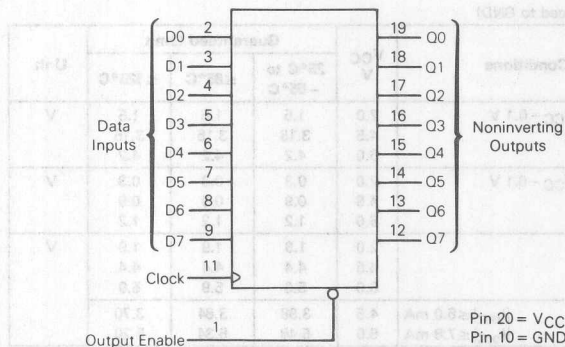 D0 2 19 Q0
D1 3 18 Q1
D2 4 17 Q2
D3 5 16 Q3
D4 6 15 Q4
D5 7 14 Q5
D6 8 13 Q6
D7 9 12 Q7
Data
Inputs
Noninverting
Outputs
Clock 11
Output Enable 1
Pin 20 = VCC
Pin 10 = GND